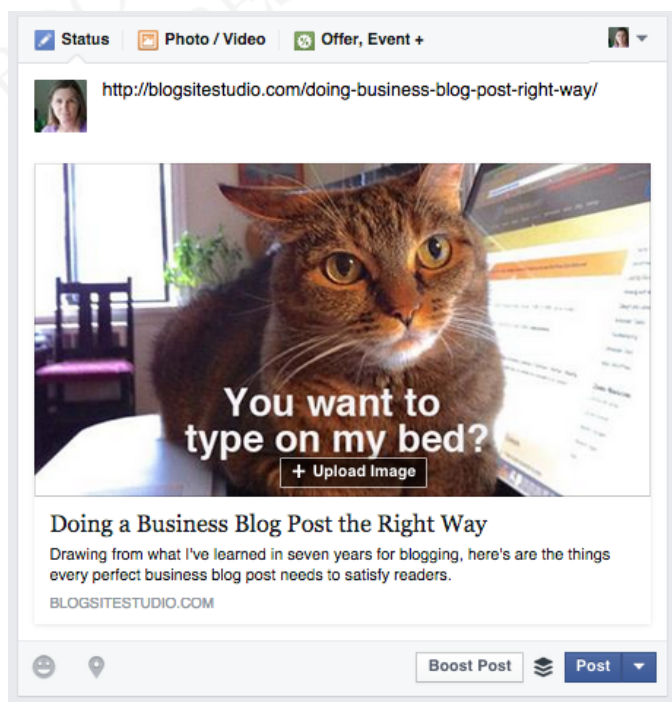 Status Photo / Video Offer, Event +
http://blogsitestudio.com/doing-business-blog-post-right-way/
You want to
type on my bed?
+ Upload Image
Doing a Business Blog Post the Right Way
Drawing from what I've learned in seven years for blogging, here's are the things
every perfect business blog post needs to satisfy readers.
BLOGSITESTUDIO.COM
Boost Post Post